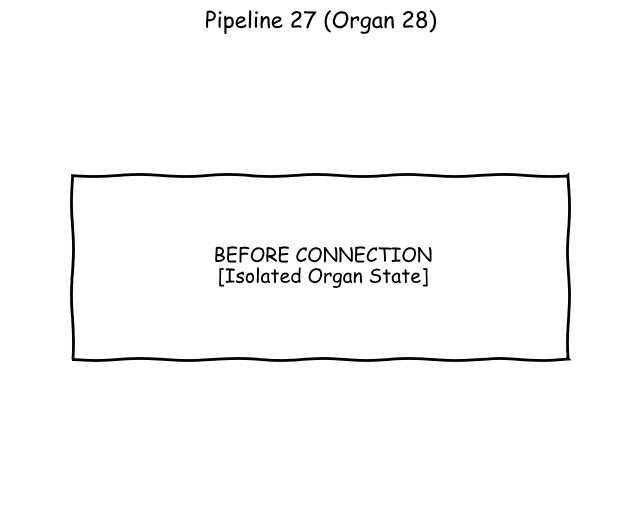 Pipeline 27 (Organ 28)
BEFORE CONNECTION
[Isolated Organ State]